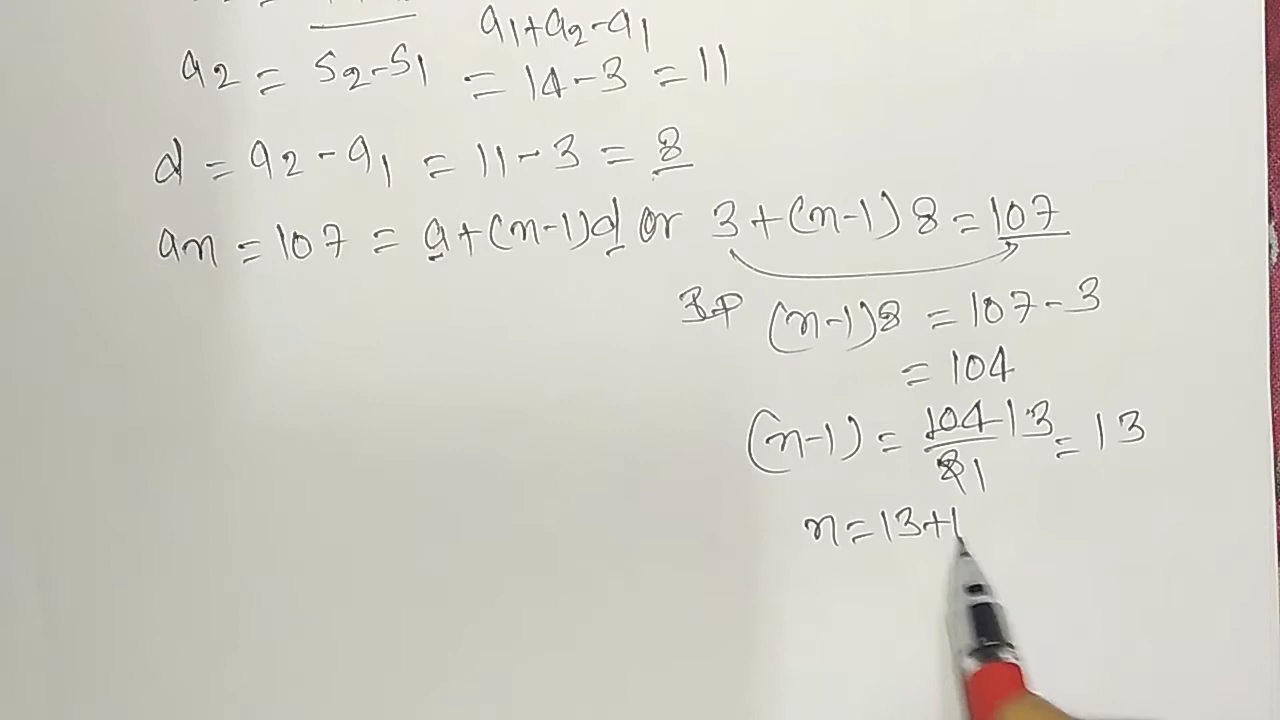 a1+a2-a1
a2 = S2-S1 = 14-3 = 11
d = a2-a1 = 11-3 = 8
an = 107 = a+(n-1)d or 3+(n-1)8 = 107
(n-1)8 = 107-3
= 104
(n-1) = 104 13 / 8 1 = 13
n = 13+1